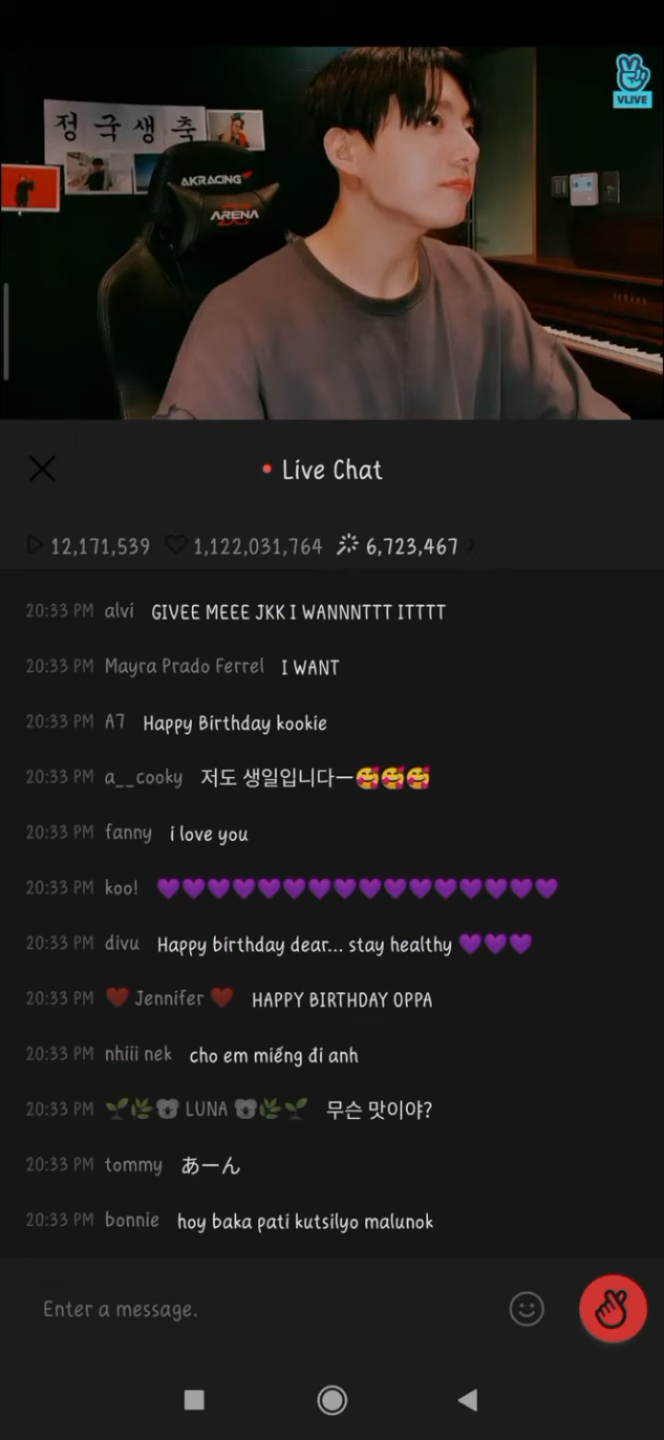 VLIVE
정국생축
AKRACING
ARENA
YAMAHA
Live Chat
12,171,539 1,122,031,764 6,723,467
20:33 PM alvi GIVEE MEEE JKK I WANNNTTT ITTTT
20:33 PM Mayra Prado Ferrel I WANT
20:33 PM A7 Happy Birthday kookie
20:33 PM a__cooky 저도 생일입니다ー🥰🥰🥰
20:33 PM fanny i love you
20:33 PM koo! 💜💜💜💜💜💜💜💜💜💜💜💜💜💜💜💜
20:33 PM divu Happy birthday dear... stay healthy 💜💜💜
20:33 PM ❤️ Jennifer ❤️ HAPPY BIRTHDAY OPPA
20:33 PM nhiii nek cho em miếng đi anh
20:33 PM 🌱🌿🐨 LUNA 🐨🌿🌱 무슨 맛이야?
20:33 PM tommy あーん
20:33 PM bonnie hoy baka pati kutsilyo malunok
Enter a message.